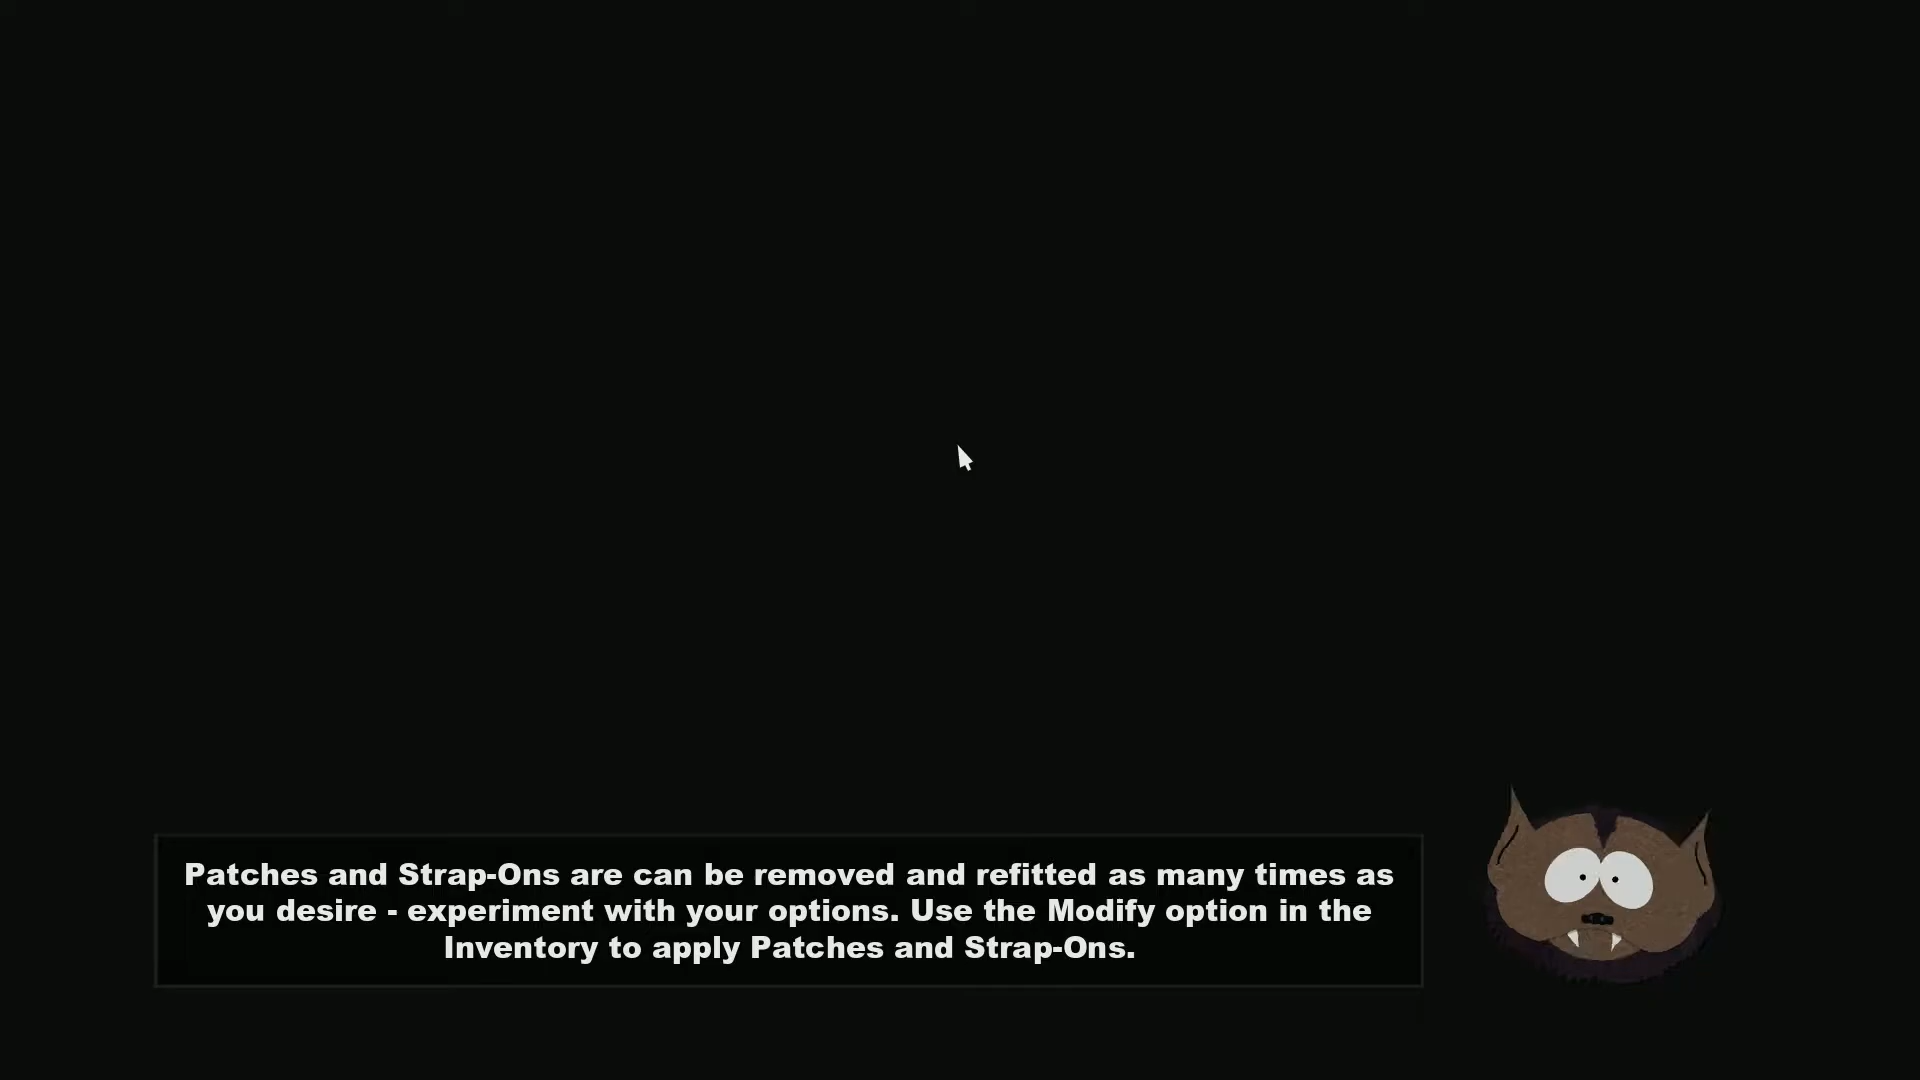 Patches and Strap-Ons are can be removed and refitted as many times as
you desire - experiment with your options. Use the Modify option in the
Inventory to apply Patches and Strap-Ons.